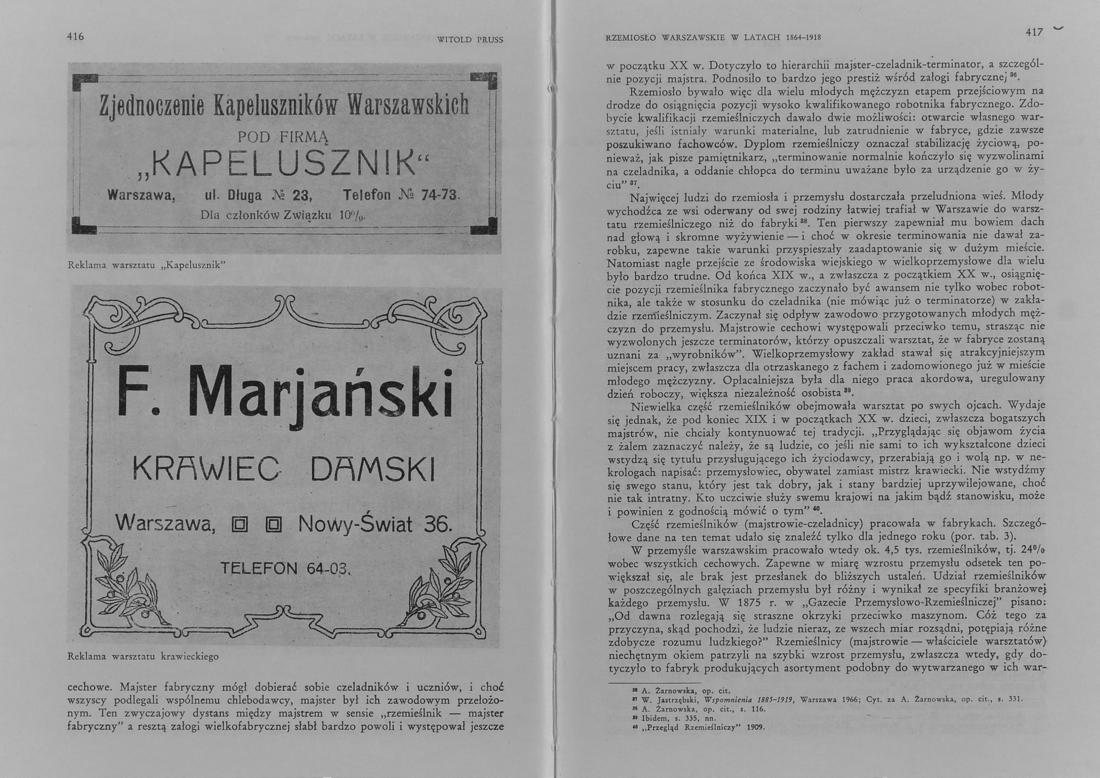 416
WITOLD PRUSS
Zjednoczenie Kapeluszników Warszawskich
POD FIRMĄ
„KAPELUSZNIK“
Warszawa, ul. Długa № 23, Telefon № 74-73.
Dla członków Związku 10%.
Reklama warsztatu „Kapelusznik”
F. Marjański
KRAWIEC DAMSKI
Warszawa, Nowy-Świat 36.
TELEFON 64-03.
Reklama warsztatu krawieckiego
cechowe. Majster fabryczny mógł dobierać sobie czeladników i uczniów, i choć
wszyscy podlegali wspólnemu chlebodawcy, majster był ich zawodowym przełożo-
nym. Ten zwyczajowy dystans między majstrem w sensie „rzemieślnik — majster
fabryczny” a resztą załogi wielkofabrycznej słabł bardzo powoli i występował jeszcze
RZEMIOSŁO WARSZAWSKIE W LATACH 1864-1918
417
w początku XX w. Dotyczyło to hierarchii majster-czeladnik-terminator, a szczegól-
nie pozycji majstra. Podnosiło to bardzo jego prestiż wśród załogi fabrycznej ³⁶.
Rzemiosło bywało więc dla wielu młodych mężczyzn etapem przejściowym na
drodze do osiągnięcia pozycji wysoko kwalifikowanego robotnika fabrycznego. Zdo-
bycie kwalifikacji rzemieślniczych dawało dwie możliwości: otwarcie własnego war-
sztatu, jeśli istniały warunki materialne, lub zatrudnienie w fabryce, gdzie zawsze
poszukiwano fachowców. Dyplom rzemieślniczy oznaczał stabilizację życiową, po-
nieważ, jak pisze pamiętnikarz, „terminowanie normalnie kończyło się wyzwolinami
na czeladnika, a oddanie chłopca do terminu uważane było za urządzenie go w ży-
ciu” ³⁷.
Najwięcej ludzi do rzemiosła i przemysłu dostarczała przeludniona wieś. Młody
wychodźca ze wsi oderwany od swej rodziny łatwiej trafiał w Warszawie do warsz-
tatu rzemieślniczego niż do fabryki ³⁸. Ten pierwszy zapewniał mu bowiem dach
nad głową i skromne wyżywienie — i choć w okresie terminowania nie dawał za-
robku, zapewne takie warunki przyspieszały zaadaptowanie się w dużym mieście.
Natomiast nagłe przejście ze środowiska wiejskiego w wielkoprzemysłowe dla wielu
było bardzo trudne. Od końca XIX w., a zwłaszcza z początkiem XX w., osiągnię-
cie pozycji rzemieślnika fabrycznego zaczynało być awansem nie tylko wobec robot-
nika, ale także w stosunku do czeladnika (nie mówiąc już o terminatorze) w zakła-
dzie rzemieślniczym. Zaczynał się odpływ zawodowo przygotowanych młodych męż-
czyzn do przemysłu. Majstrowie cechowi występowali przeciwko temu, strasząc nie
wyzwolonych jeszcze terminatorów, którzy opuszczali warsztat, że w fabryce zostaną
uznani za „wyrobników”. Wielkoprzemysłowy zakład stawał się atrakcyjniejszym
miejscem pracy, zwłaszcza dla otrzaskanego z fachem i zadomowionego już w mieście
młodego mężczyzny. Opłacalniejsza była dla niego praca akordowa, uregulowany
dzień roboczy, większa niezależność osobista ³⁹.
Niewielka część rzemieślników obejmowała warsztat po swych ojcach. Wydaje
się jednak, że pod koniec XIX i w początkach XX w. dzieci, zwłaszcza bogatszych
majstrów, nie chciały kontynuować tej tradycji. „Przyglądając się objawom życia
z żalem zaznaczyć należy, że są ludzie, co jeśli nie sami to ich wykształcone dzieci
wstydzą się tytułu przysługującego ich życiodawcy, przerabiają go i wolą np. w ne-
krologach napisać: przemysłowiec, obywatel zamiast mistrz krawiecki. Nie wstydźmy
się swego stanu, który jest tak dobry, jak i stany bardziej uprzywilejowane, choć
nie tak intratny. Kto uczciwie służy swemu krajowi na jakim bądź stanowisku, może
i powinien z godnością mówić o tym” ⁴⁰.
Część rzemieślników (majstrowie-czeladnicy) pracowała w fabrykach. Szczegó-
łowe dane na ten temat udało się znaleźć tylko dla jednego roku (por. tab. 3).
W przemyśle warszawskim pracowało wtedy ok. 4,5 tys. rzemieślników, tj. 24%
wobec wszystkich cechowych. Zapewne w miarę wzrostu przemysłu odsetek ten po-
większał się, ale brak jest przesłanek do bliższych ustaleń. Udział rzemieślników
w poszczególnych gałęziach przemysłu był różny i wynikał ze specyfiki branżowej
każdego przemysłu. W 1875 r. w „Gazecie Przemysłowo-Rzemieślniczej” pisano:
„Od dawna rozlegają się straszne okrzyki przeciwko maszynom. Cóż tego za
przyczyna, skąd pochodzi, że ludzie nieraz, ze wszech miar rozsądni, potępiają różne
zdobycze rozumu ludzkiego?” Rzemieślnicy (majstrowie — właściciele warsztatów)
niechętnym okiem patrzyli na szybki wzrost przemysłu, zwłaszcza wtedy, gdy do-
tyczyło to fabryk produkujących asortyment podobny do wytwarzanego w ich war-
³⁶ A. Żarnowska, op. cit.
³⁷ W. Jastrzębski, Wspomnienia 1885-1919, Warszawa 1966; Cyt. za A. Żarnowska, op. cit., s. 331.
³⁸ A. Żarnowska, op. cit., s. 116.
³⁹ Ibidem, s. 335, nn.
⁴⁰ „Przegląd Rzemieślniczy” 1909.